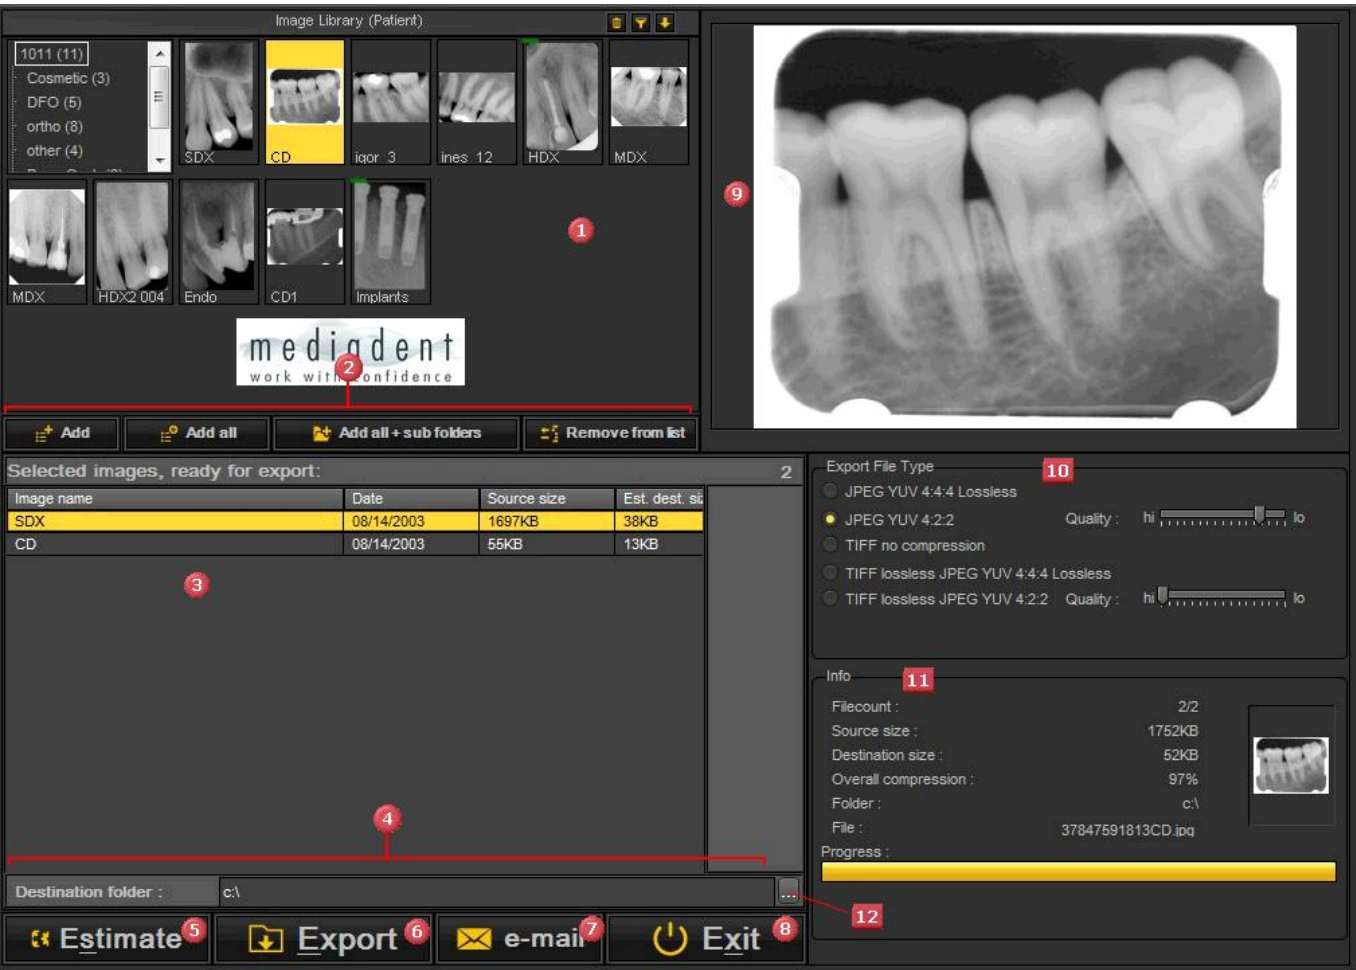 Image Library (Patient)
1011 (11)
Cosmetic (3)
DFO (5)
ortho (8)
other (4)
SDX
CD
igor_3
ines_12
HDX
MDX
MDX
HDX2 004
Endo
CD1
Implants
1
9
mediadent
work with confidence
2
Add
Add all
Add all + sub folders
Remove from list
Selected images, ready for export:
2
Image name Date Source size Est. dest. siz
SDX 08/14/2003 1697KB 38KB
CD 08/14/2003 55KB 13KB
3
4
Destination folder : c:\ ...
Estimate 5
Export 6
e-mail 7
Exit 8
Export File Type 10
JPEG YUV 4:4:4 Lossless
JPEG YUV 4:2:2 Quality : hi lo
TIFF no compression
TIFF lossless JPEG YUV 4:4:4 Lossless
TIFF lossless JPEG YUV 4:2:2 Quality : hi lo
Info 11
Filecount : 2/2
Source size : 1752KB
Destination size : 52KB
Overall compression : 97%
Folder : c:\
File : 37847591813CD.jpg
Progress :
12